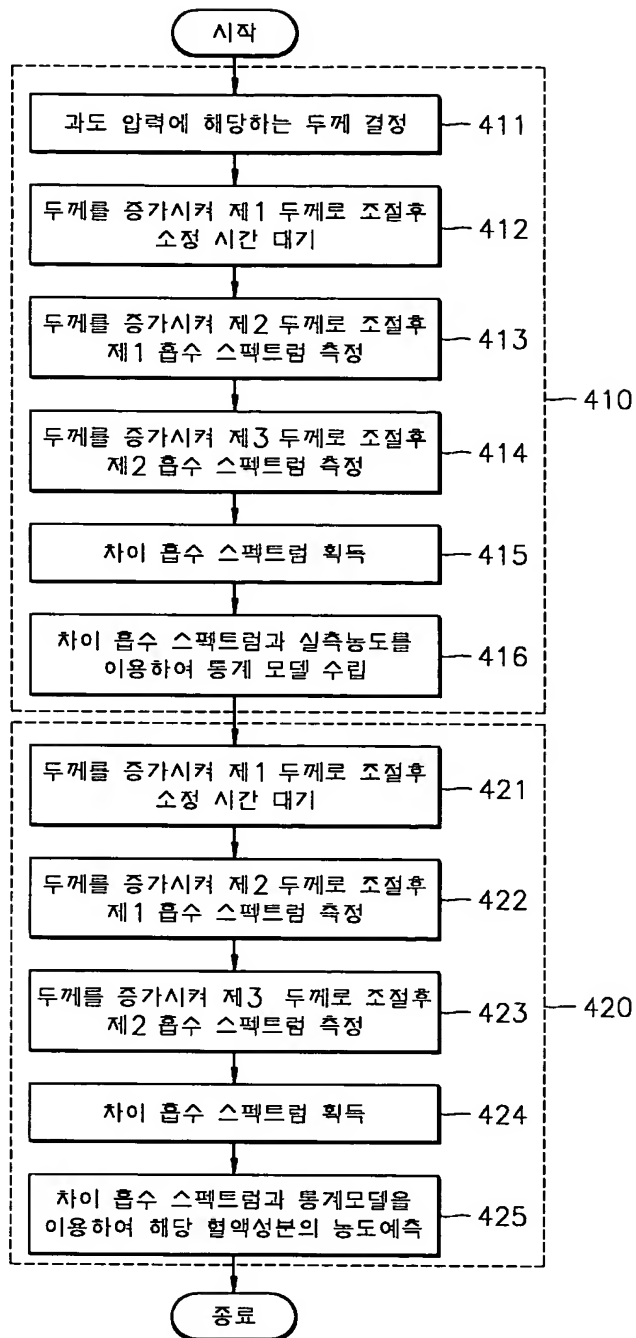 시작
과도 압력에 해당하는 두께 결정
411
두께를 증가시켜 제1 두께로 조절후
소정 시간 대기
412
두께를 증가시켜 제2 두께로 조절후
제1 흡수 스펙트럼 측정
413
두께를 증가시켜 제3 두께로 조절후
제2 흡수 스펙트럼 측정
414
410
차이 흡수 스펙트럼 획득
415
차이 흡수 스팩트럼과 실측농도를
이용하여 통계 모델 수립
416
두께를 증가시켜 제1 두께로 조절후
소정 시간 대기
421
두께를 증가시켜 제2 두께로 조절후
제1 흡수 스펙트럼 측정
422
두께를 증가시켜 제3 두께로 조절후
제2 흡수 스펙트럼 측정
423
420
차이 흡수 스펙트럼 획득
424
차이 흡수 스펙트럼과 통계모델을
이용하여 해당 혈액성분의 농도예측
425
종료